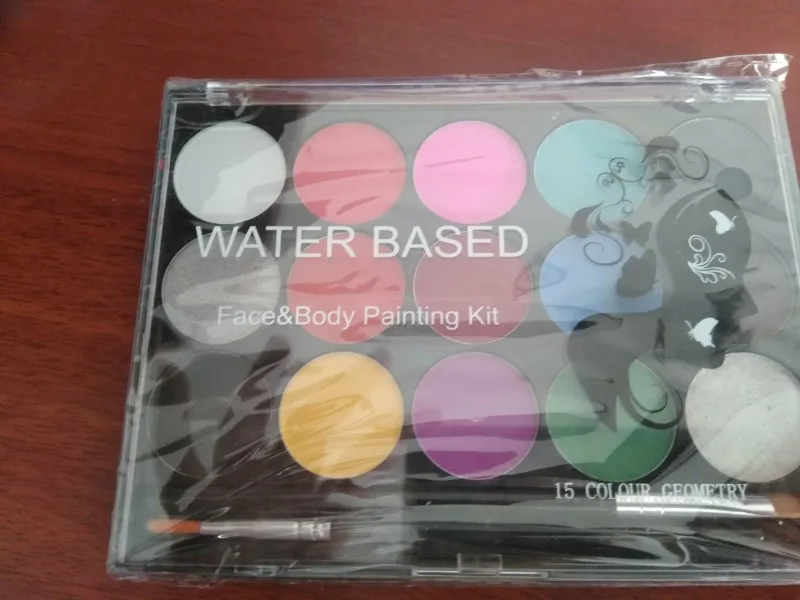 WATER BASED
Face&Body Painting Kit
15 COLOUR GEOMETRY